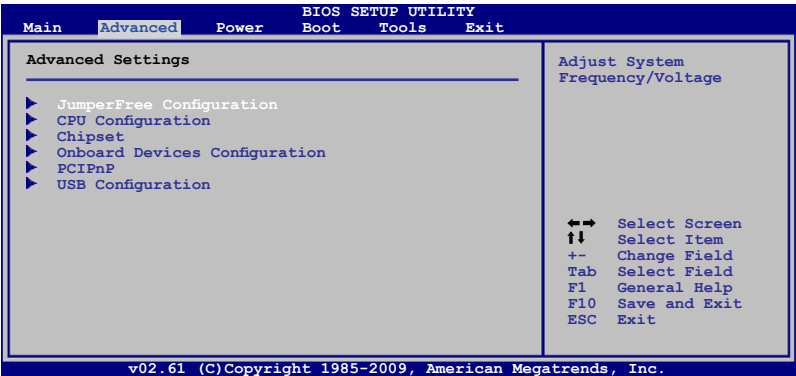 BIOS SETUP UTILITY
Main Advanced Power Boot Tools Exit
Advanced Settings
JumperFree Configuration
CPU Configuration
Chipset
Onboard Devices Configuration
PCIPnP
USB Configuration
Adjust System
Frequency/Voltage
←→ Select Screen
↑↓ Select Item
+- Change Field
Tab Select Field
F1 General Help
F10 Save and Exit
ESC Exit
v02.61 (C)Copyright 1985-2009, American Megatrends, Inc.